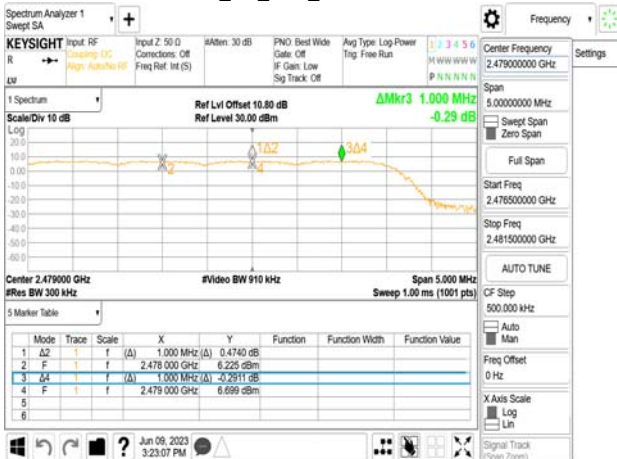 Spectrum Analyzer 1
Swept SA
+
Frequency
KEYSIGHT Input: RF
Coupling: DC
Align: Auto/No RF
Input Z: 50 Ω
Corrections: Off
Freq Ref: Int (S)
#Atten: 30 dB
PNO: Best Wide
Gate: Off
IF Gain: Low
Sig Track: Off
Avg Type: Log-Power
Trig: Free Run
1 2 3 4 5 6
M W W W W W
P N N N N N
R
LXI
Center Frequency
2.479000000 GHz
Settings
Span
5.00000000 MHz
Swept Span
Zero Span
Full Span
Start Freq
2.476500000 GHz
Stop Freq
2.481500000 GHz
AUTO TUNE
CF Step
500.000 kHz
Auto
Man
Freq Offset
0 Hz
X Axis Scale
Log
Lin
Signal Track
(Span Zoom)
1 Spectrum
Scale/Div 10 dB
Ref Lvl Offset 10.80 dB
Ref Level 30.00 dBm
ΔMkr3 1.000 MHz
-0.29 dB
Log
20.0
10.0
0.00
-10.0
-20.0
-30.0
-40.0
-50.0
-60.0
2
1Δ2
4
3Δ4
Center 2.479000 GHz
#Res BW 300 kHz
#Video BW 910 kHz
Span 5.000 MHz
Sweep 1.00 ms (1001 pts)
5 Marker Table
Mode Trace Scale X Y Function Function Width Function Value
1 Δ2 1 f (Δ) 1.000 MHz (Δ) 0.4740 dB
2 F 1 f 2.478 000 GHz 6.225 dBm
3 Δ4 1 f (Δ) 1.000 MHz (Δ) -0.2911 dB
4 F 1 f 2.479 000 GHz 6.699 dBm
5
6
?
Jun 09, 2023
3:23:07 PM